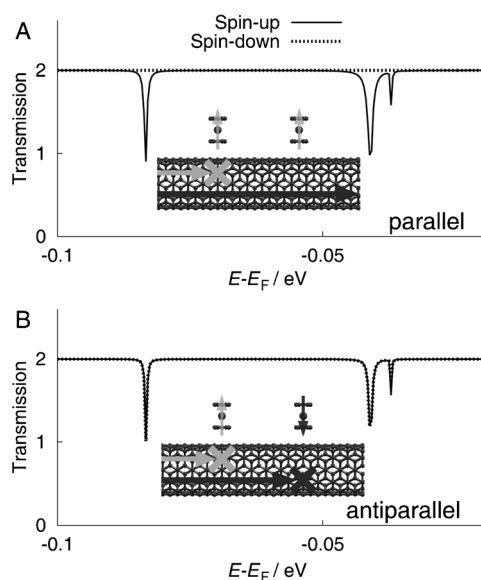 A
Spin-up
Spin-down
Transmission
2
1
0
parallel
-0.1
-0.05
E-EF / eV
B
Transmission
2
1
0
antiparallel
-0.1
-0.05
E-EF / eV